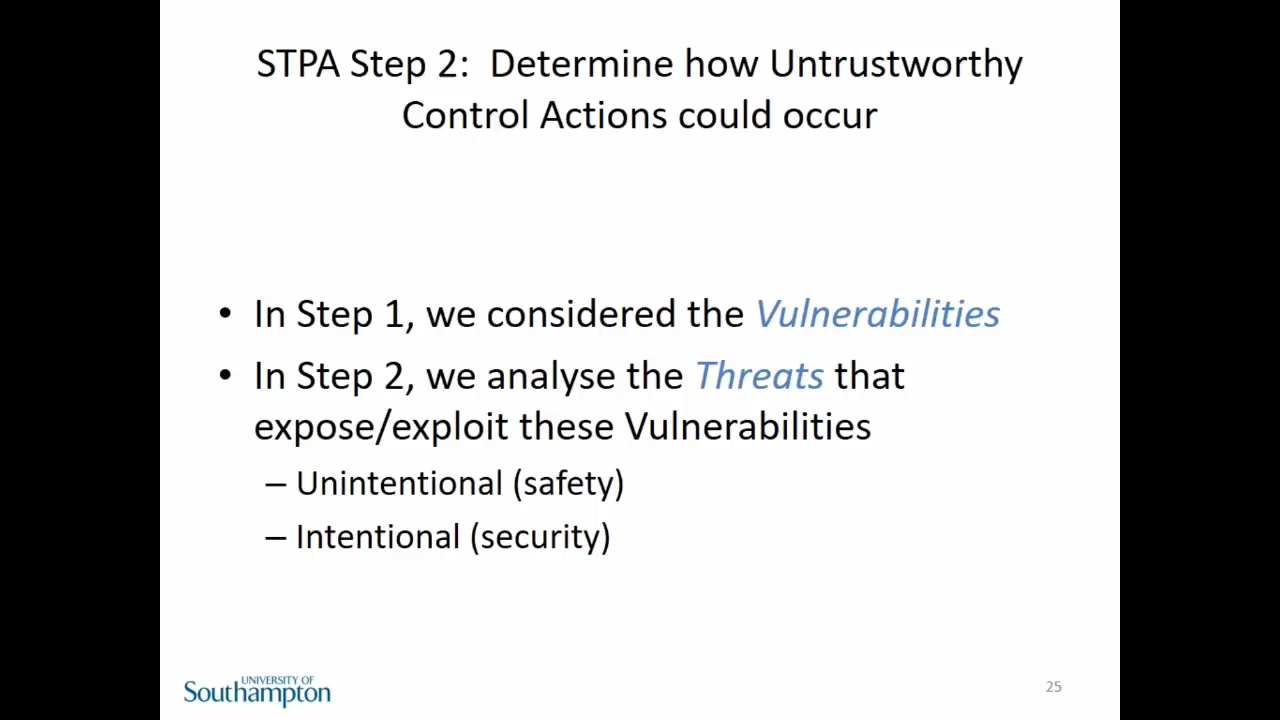 STPA Step 2:  Determine how Untrustworthy
Control Actions could occur
• In Step 1, we considered the Vulnerabilities
• In Step 2, we analyse the Threats that
expose/exploit these Vulnerabilities
– Unintentional (safety)
– Intentional (security)
UNIVERSITY OF
Southampton
25